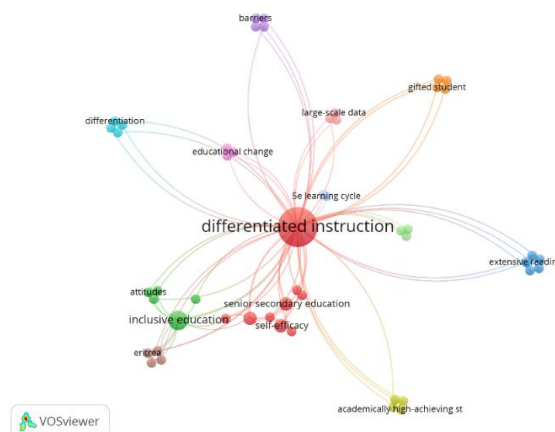 barriers
gifted student
large-scale data
differentiation
educational change
5e learning cycle
differentiated instruction
extensive readin
attitudes
senior secondary education
inclusive education
self-efficacy
eritrea
academically high-achieving st
VOSviewer